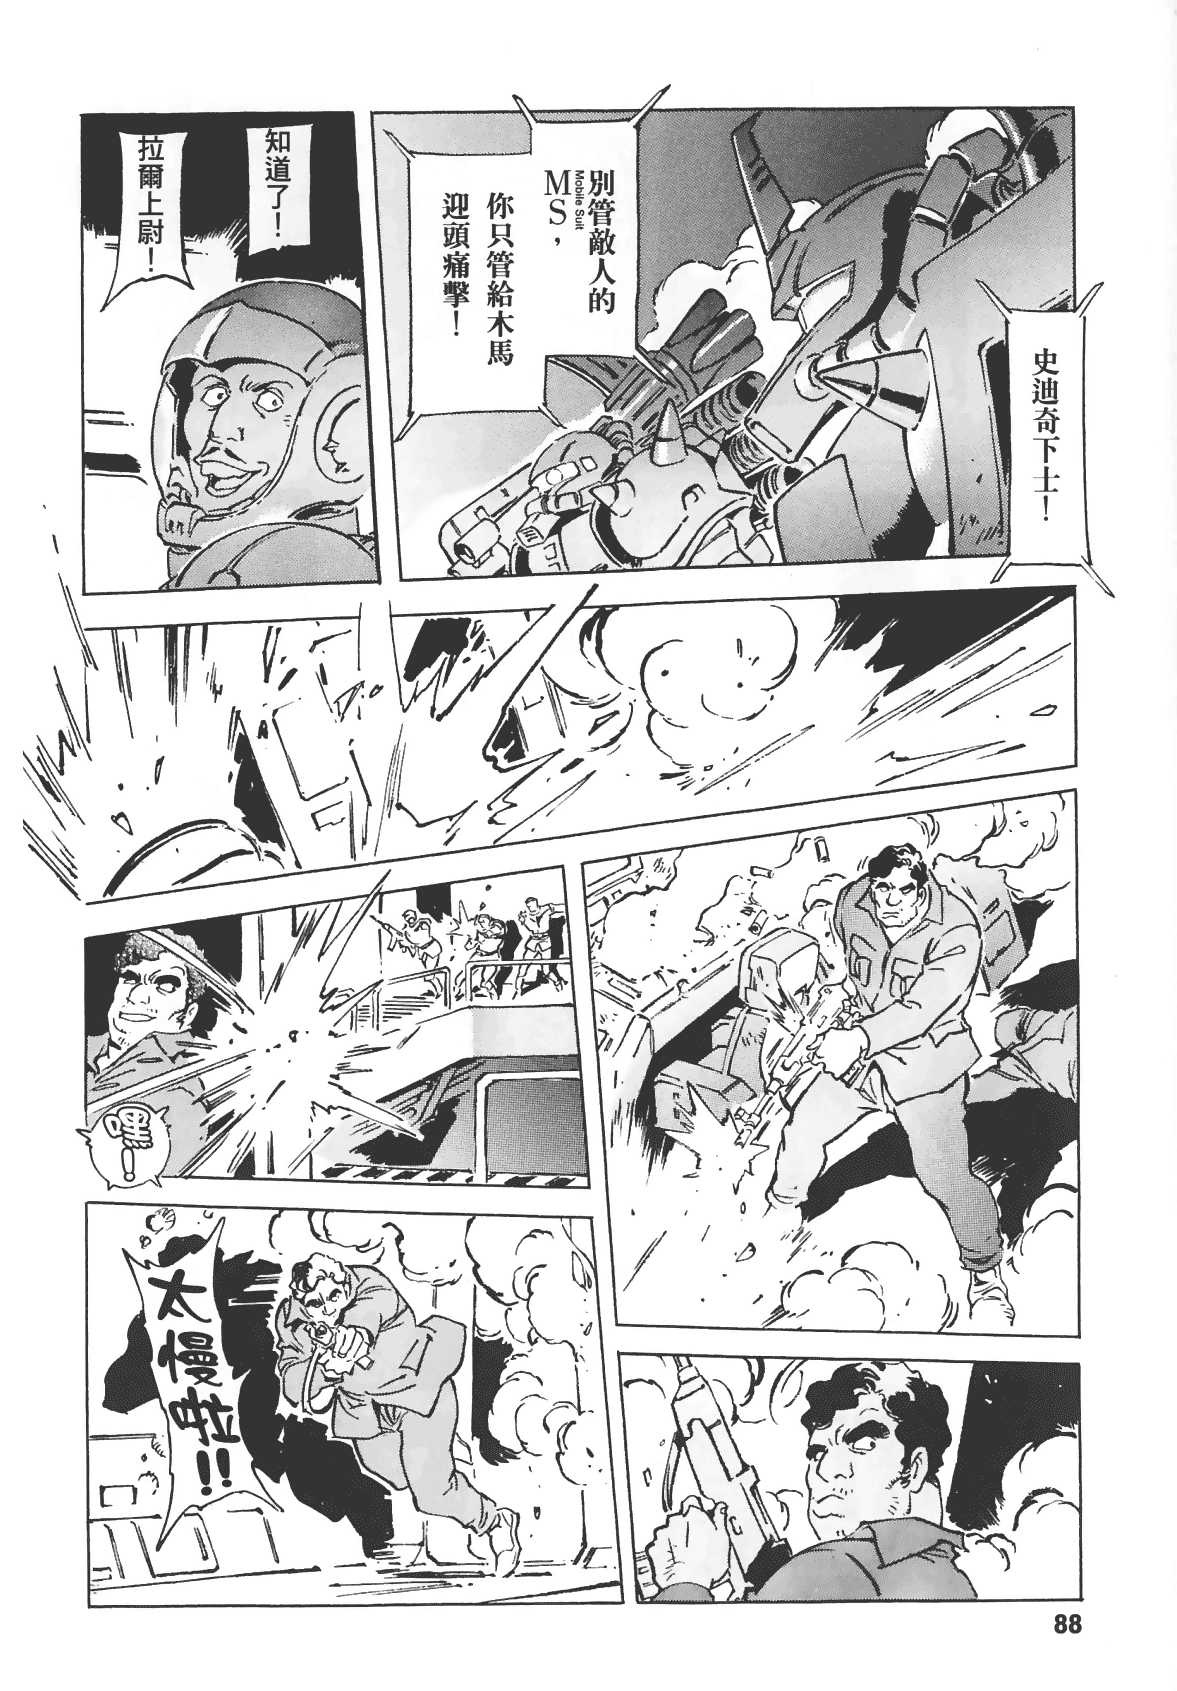 史迪奇下士！
別管敵人的
MS，
Mobile Suit
你只管給木馬
迎頭痛擊！
知道了！
拉爾上尉！
嘿！
太慢啦！！
88